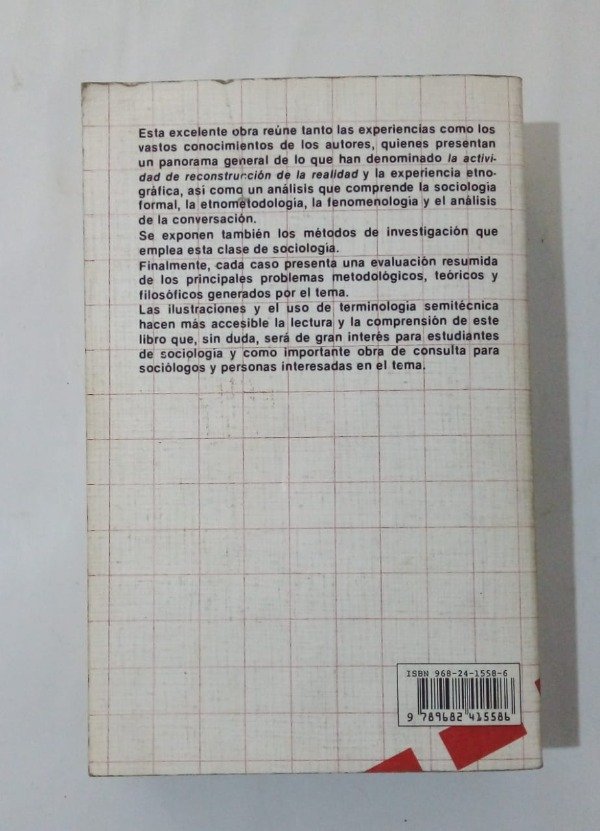 Esta excelente obra reúne tanto las experiencias como los
vastos conocimientos de los autores, quienes presentan
un panorama general de lo que han denominado la activi-
dad de reconstrucción de la realidad y la experiencia etno-
gráfica, así como un análisis que comprende la sociología
formal, la etnometodología, la fenomenología y el análisis
de la conversación.
Se exponen también los métodos de investigación que
emplea esta clase de sociología.
Finalmente, cada caso presenta una evaluación resumida
de los principales problemas metodológicos, teóricos y
filosóficos generados por el tema.
Las ilustraciones y el uso de terminología semitécnica
hacen más accesible la lectura y la comprensión de este
libro que, sin duda, será de gran interés para estudiantes
de sociología y como importante obra de consulta para
sociólogos y personas interesadas en el tema.
ISBN 968-24-1558-6
9 789682 415586